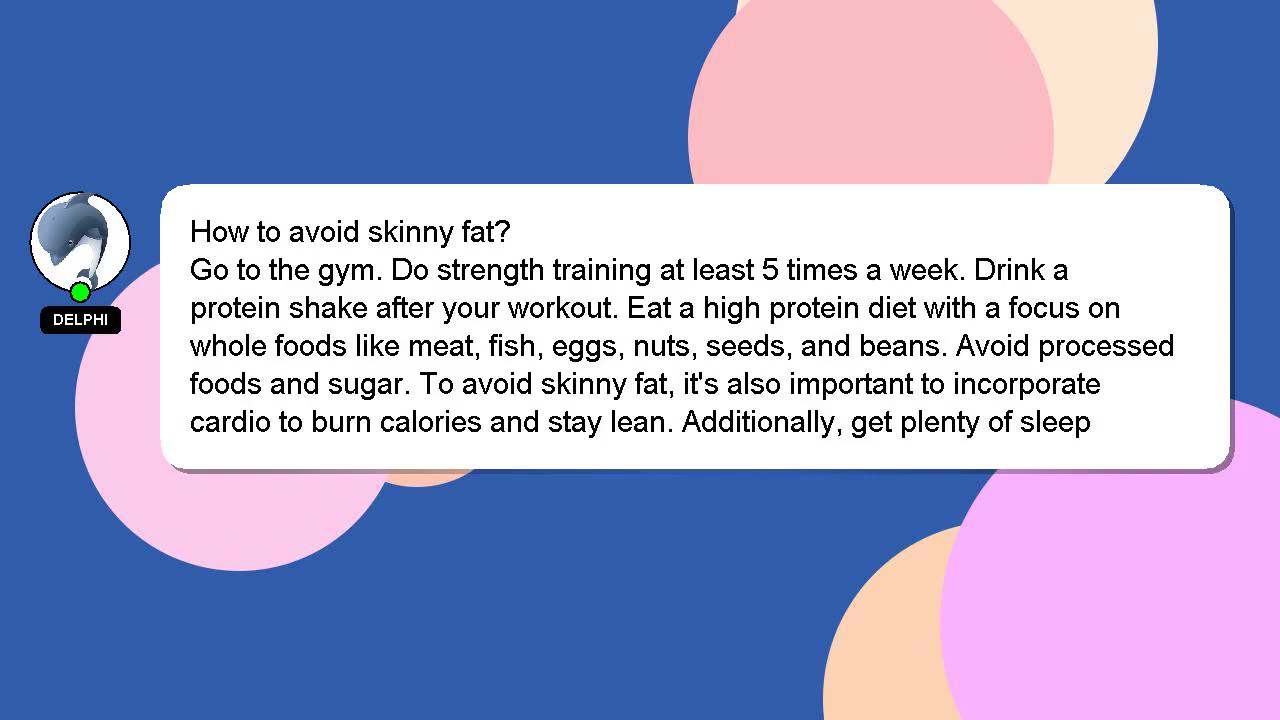 How to avoid skinny fat?
Go to the gym. Do strength training at least 5 times a week. Drink a
protein shake after your workout. Eat a high protein diet with a focus on
whole foods like meat, fish, eggs, nuts, seeds, and beans. Avoid processed
foods and sugar. To avoid skinny fat, it's also important to incorporate
cardio to burn calories and stay lean. Additionally, get plenty of sleep
DELPHI